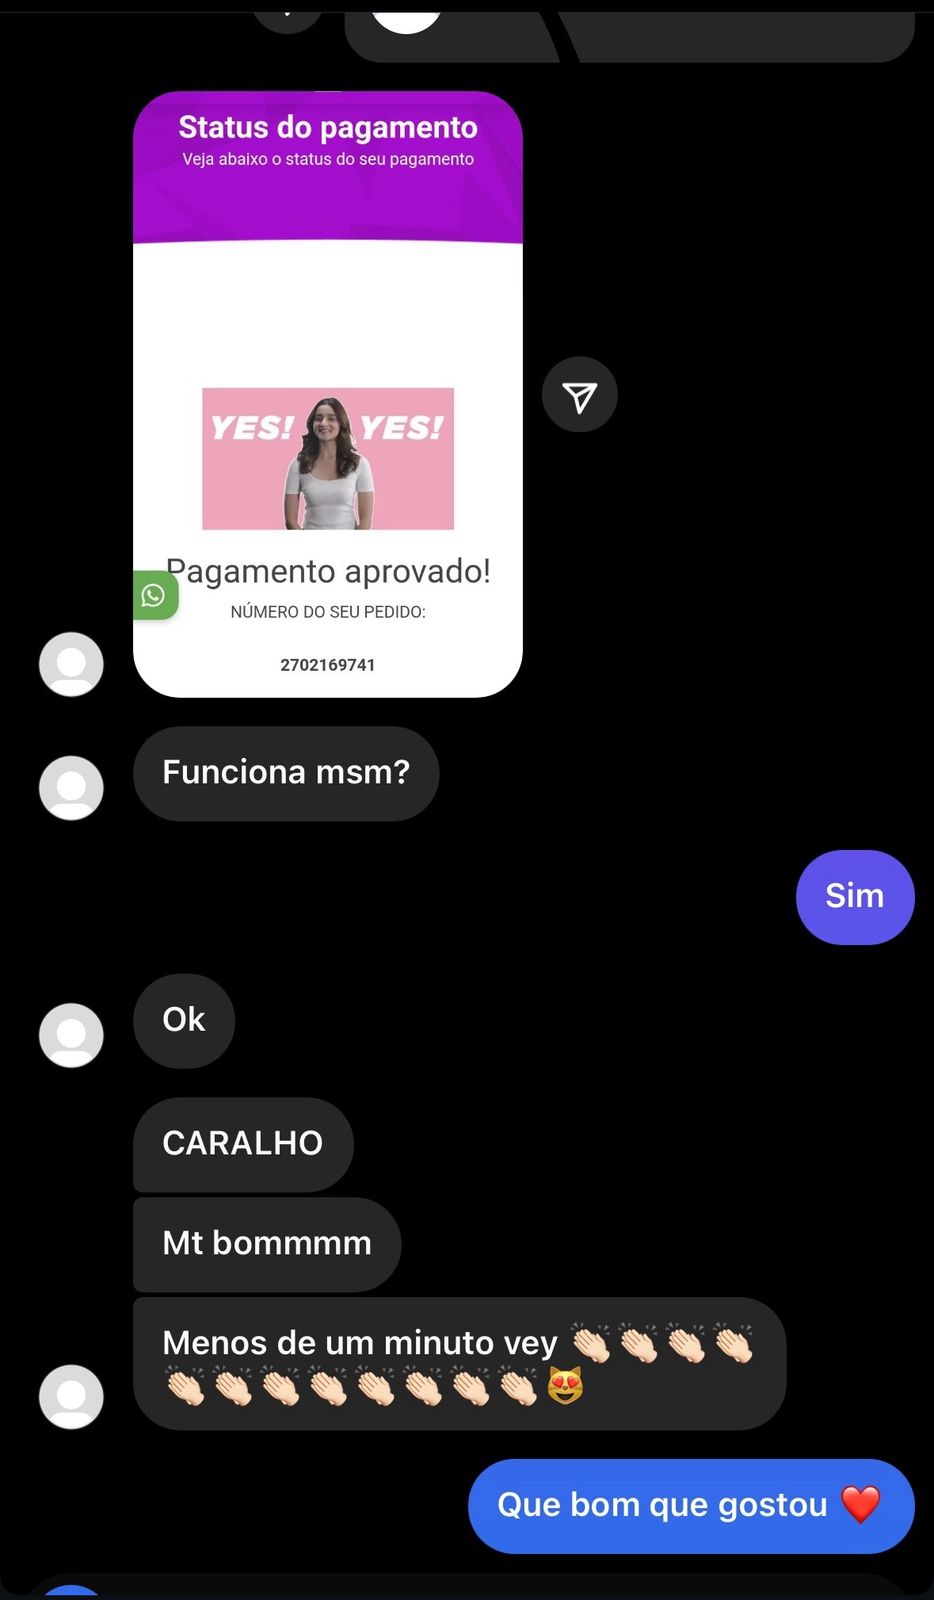 Status do pagamento
Veja abaixo o status do seu pagamento
YES! YES!
Pagamento aprovado!
NÚMERO DO SEU PEDIDO:
2702169741
Funciona msm?
Sim
Ok
CARALHO
Mt bommmm
Menos de um minuto vey 👏🏻👏🏻👏🏻👏🏻
👏🏻👏🏻👏🏻👏🏻👏🏻👏🏻👏🏻👏🏻😻
Que bom que gostou ❤️